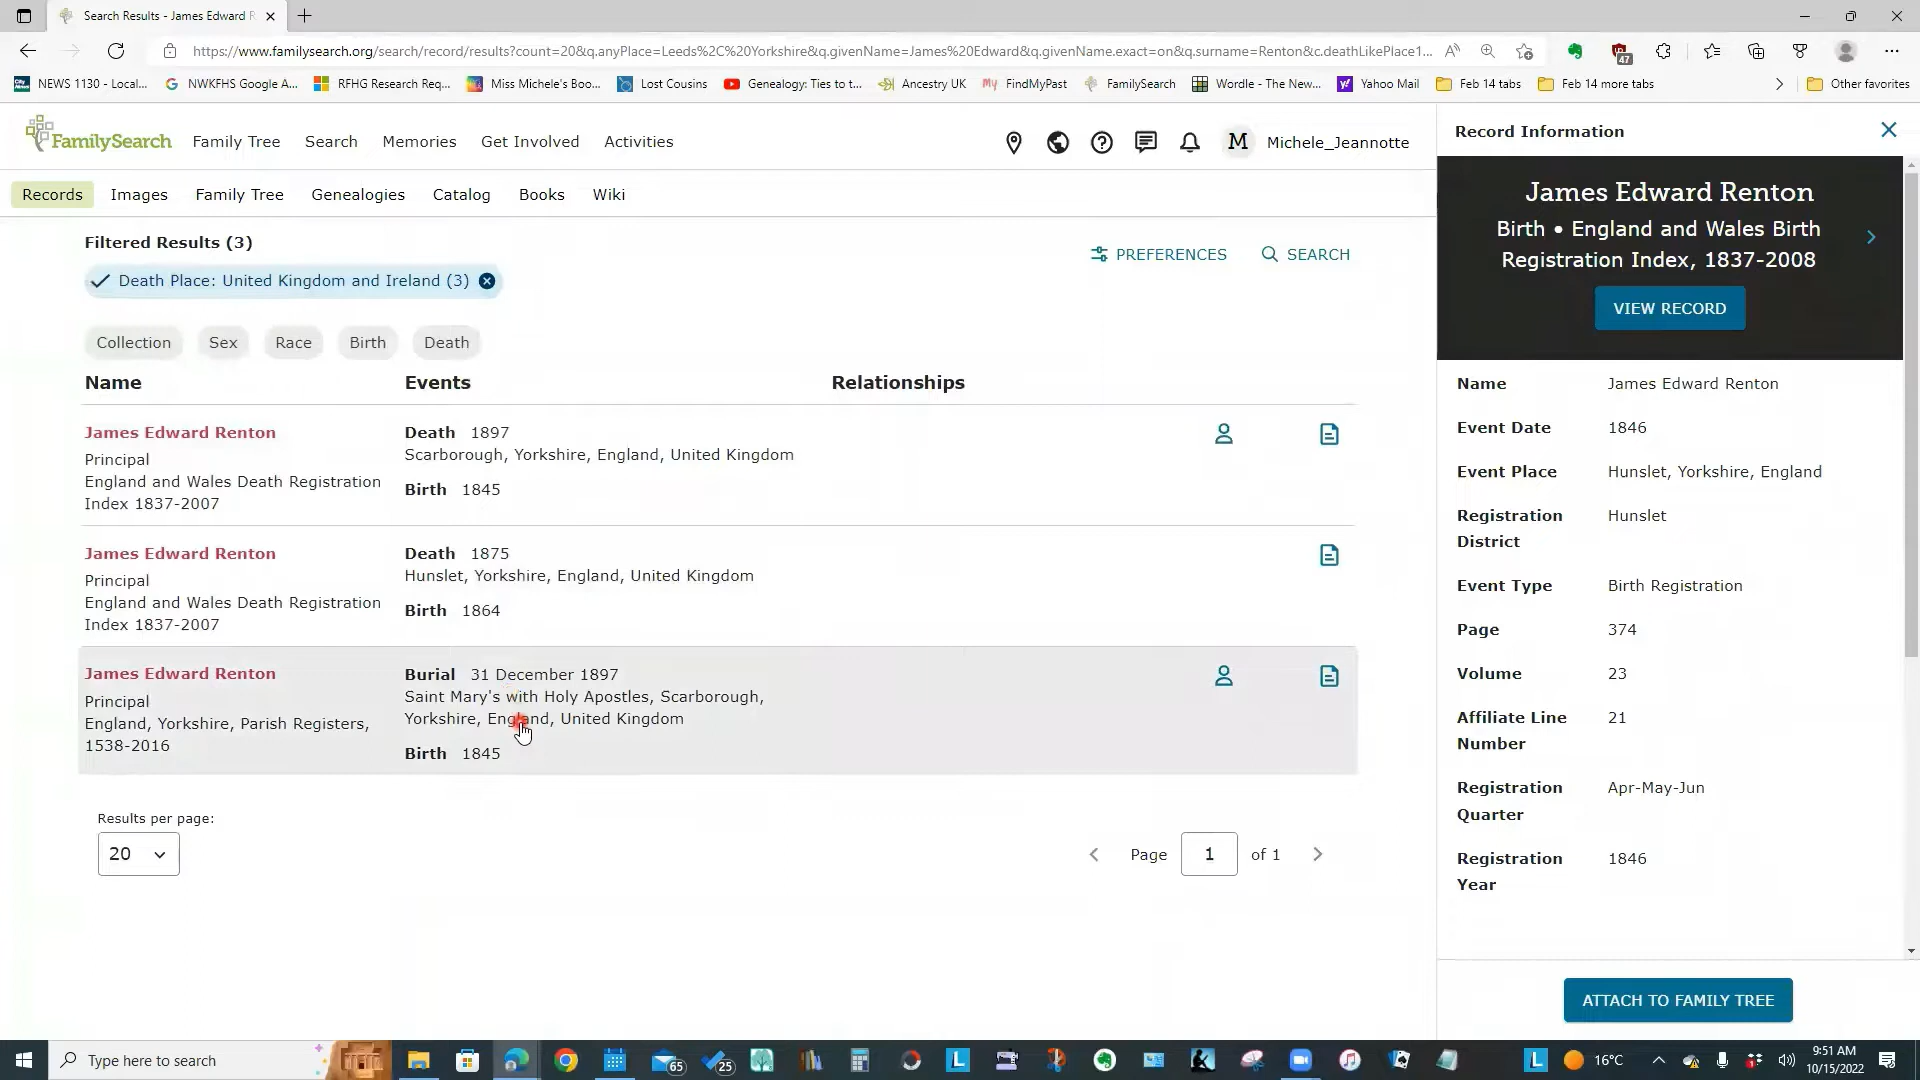 Search Results - James Edward R
https://www.familysearch.org/search/record/results?count=20&q.anyPlace=Leeds%2C%20Yorkshire&q.givenName=James%20Edward&q.givenName.exact=on&q.surname=Renton&c.deathLikePlace1...
47
NEWS 1130 - Local...
NWKFHS Google A...
RFHG Research Req...
Miss Michele's Boo...
Lost Cousins
Genealogy: Ties to t...
Ancestry UK
FindMyPast
FamilySearch
Wordle - The New...
Yahoo Mail
Feb 14 tabs
Feb 14 more tabs
Other favorites
FamilySearch
Family Tree
Search
Memories
Get Involved
Activities
M
Michele_Jeannotte
Records
Images
Family Tree
Genealogies
Catalog
Books
Wiki
Filtered Results (3)
PREFERENCES
SEARCH
Death Place: United Kingdom and Ireland (3)
Collection
Sex
Race
Birth
Death
Name
Events
Relationships
James Edward Renton
Principal
England and Wales Death Registration
Index 1837-2007
Death 1897
Scarborough, Yorkshire, England, United Kingdom
Birth 1845
James Edward Renton
Principal
England and Wales Death Registration
Index 1837-2007
Death 1875
Hunslet, Yorkshire, England, United Kingdom
Birth 1864
James Edward Renton
Principal
England, Yorkshire, Parish Registers,
1538-2016
Burial 31 December 1897
Saint Mary's with Holy Apostles, Scarborough,
Yorkshire, England, United Kingdom
Birth 1845
Results per page:
20
Page 1 of 1
Record Information
James Edward Renton
Birth • England and Wales Birth
Registration Index, 1837-2008
VIEW RECORD
Name James Edward Renton
Event Date 1846
Event Place Hunslet, Yorkshire, England
Registration Hunslet
District
Event Type Birth Registration
Page 374
Volume 23
Affiliate Line 21
Number
Registration Apr-May-Jun
Quarter
Registration 1846
Year
ATTACH TO FAMILY TREE
Type here to search
65
25
L
L
16°C
9:51 AM
10/15/2022